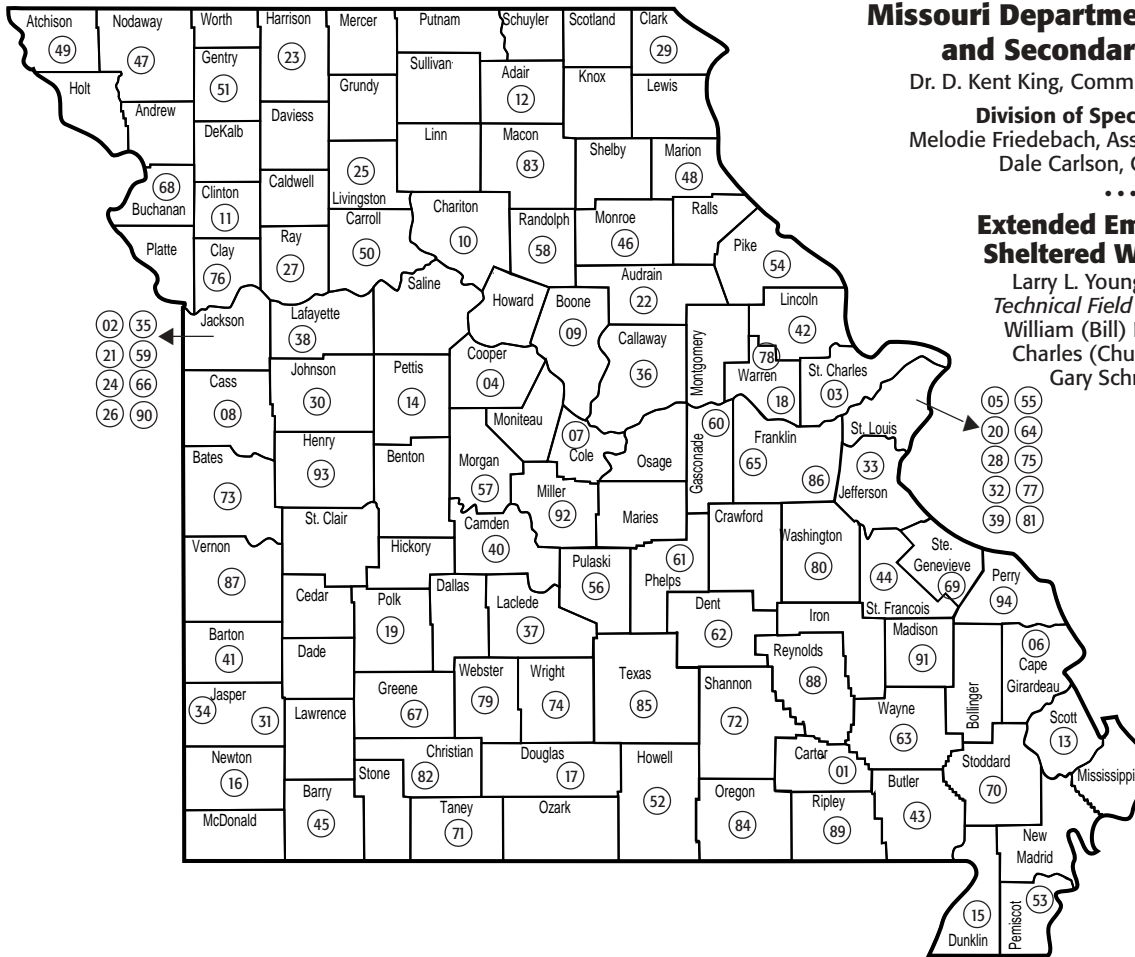 Missouri Departme
and Secondar
Dr. D. Kent King, Comm
Division of Spec
Melodie Friedebach, Ass
Dale Carlson, C
• • •
Extended Em
Sheltered W
Larry L. Young
Technical Field
William (Bill)
Charles (Chu
Gary Schr
Atchison
49
Nodaway
47
Worth
Harrison
23
Mercer
Putnam
Schuyler
Scotland
Clark
29
Holt
Andrew
Gentry
51
DeKalb
Daviess
Grundy
Sullivan
Adair
12
Knox
Lewis
Linn
Macon
83
Shelby
Marion
48
68
Buchanan
Clinton
11
Caldwell
25
Livingston
Chariton
10
Randolph
58
Monroe
46
Ralls
Platte
Clay
76
Ray
27
Carroll
50
Pike
54
Audrain
22
Saline
Howard
Boone
09
Lincoln
42
02 35
21 59
24 66
26 90
Jackson
Lafayette
38
Callaway
36
Montgomery
78
Warren
18
St. Charles
03
Cass
08
Johnson
30
Pettis
14
Cooper
04
Moniteau
07
Cole
Osage
60
Gasconade
Franklin
65
86
St. Louis
33
Jefferson
05 55
20 64
28 75
32 77
39 81
Bates
73
Henry
93
Benton
Morgan
57
Miller
92
Maries
Crawford
Washington
80
Ste.
Genevieve
69
44
St. Francois
Perry
94
St. Clair
Camden
40
Vernon
87
Hickory
Pulaski
56
61
Phelps
Cedar
Polk
19
Dallas
Laclede
37
Dent
62
Iron
Madison
91
06
Cape
Girardeau
Barton
41
Dade
Reynolds
88
Bollinger
34
Jasper
31
Lawrence
Greene
67
Webster
79
Wright
74
Texas
85
Shannon
72
Wayne
63
Scott
13
Newton
16
Christian
82
Stone
Douglas
17
Howell
52
Carter
01
Stoddard
70
Mississippi
McDonald
Barry
45
Taney
71
Ozark
Oregon
84
Ripley
89
Butler
43
New
Madrid
15
Dunklin
53
Pemiscot